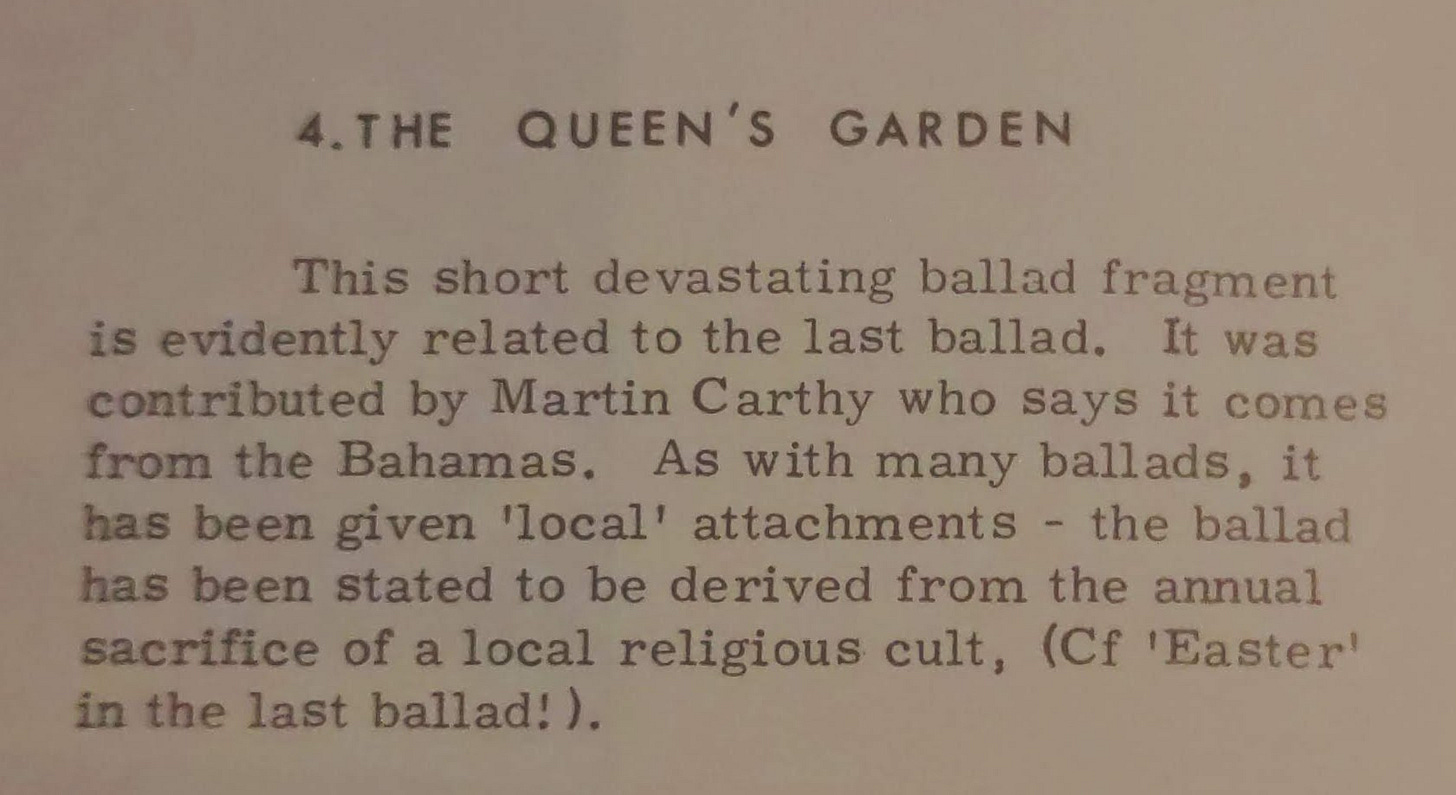 4. THE QUEEN'S GARDEN
This short devastating ballad fragment
is evidently related to the last ballad. It was
contributed by Martin Carthy who says it comes
from the Bahamas. As with many ballads, it
has been given 'local' attachments - the ballad
has been stated to be derived from the annual
sacrifice of a local religious cult, (Cf 'Easter'
in the last ballad!).